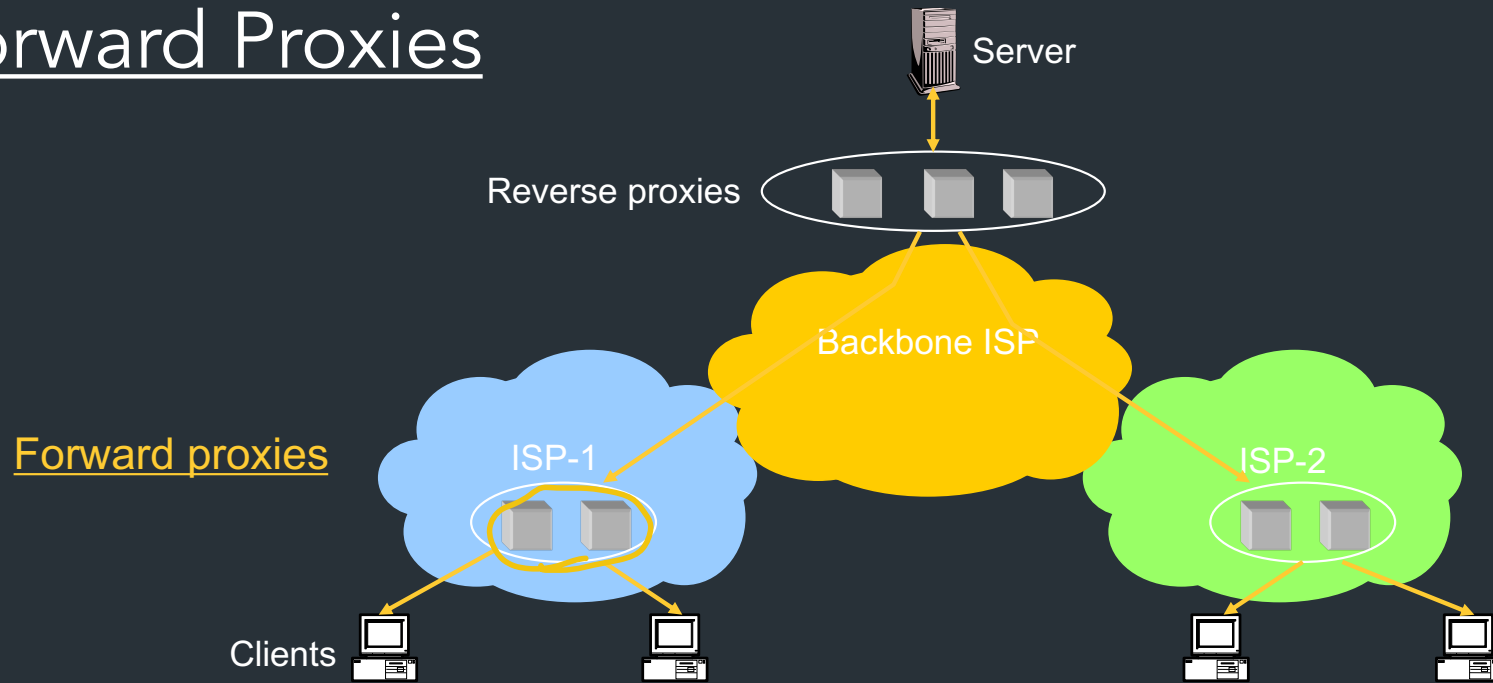 orward Proxies
Server
Reverse proxies
Backbone ISP
Forward proxies
ISP-1
ISP-2
Clients